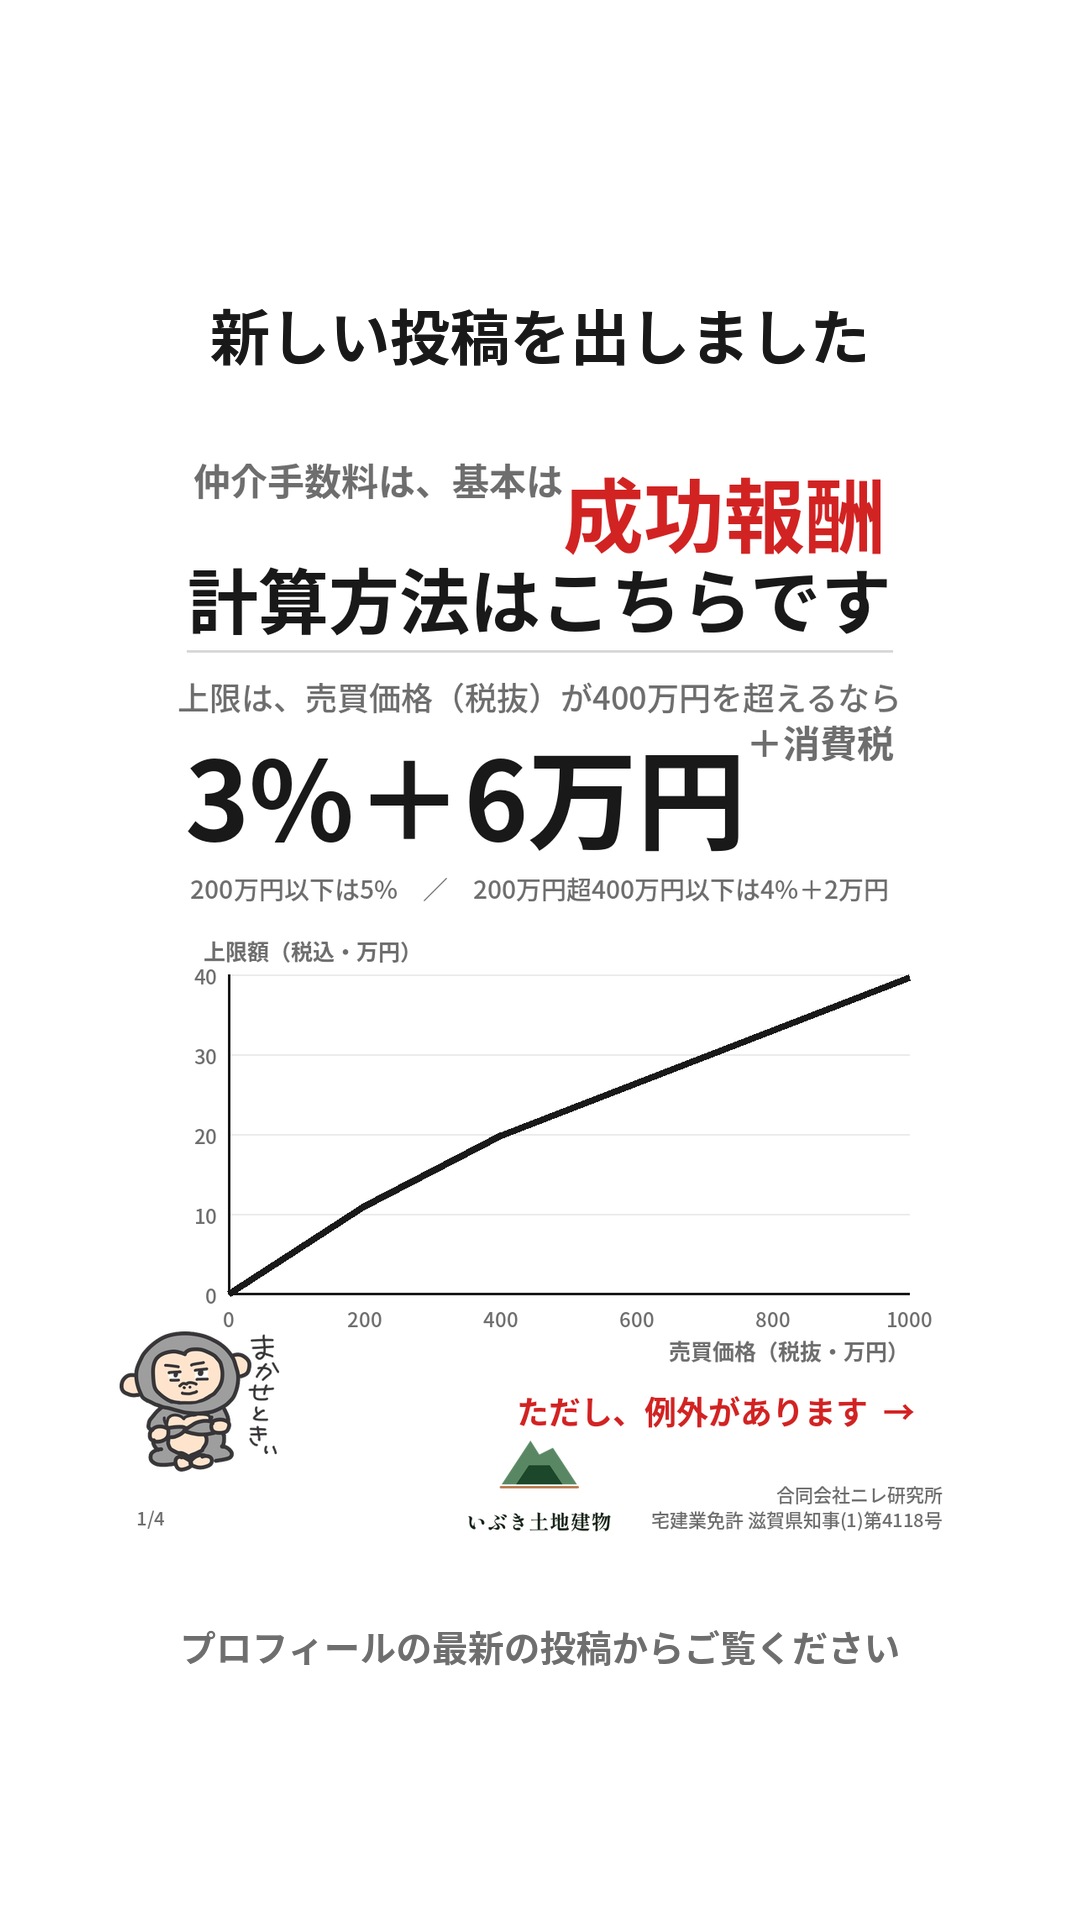 新しい投稿を出しました
仲介手数料は、基本は成功報酬
計算方法はこちらです
上限は、売買価格（税抜）が400万円を超えるなら
3%＋6万円＋消費税
200万円以下は5%　／　200万円超400万円以下は4%＋2万円
上限額（税込・万円）
40
30
20
10
0
0 200 400 600 800 1000
売買価格（税抜・万円）
まかせときぃ
ただし、例外があります →
いぶき土地建物
合同会社ニレ研究所
宅建業免許 滋賀県知事(1)第4118号
1/4
プロフィールの最新の投稿からご覧ください